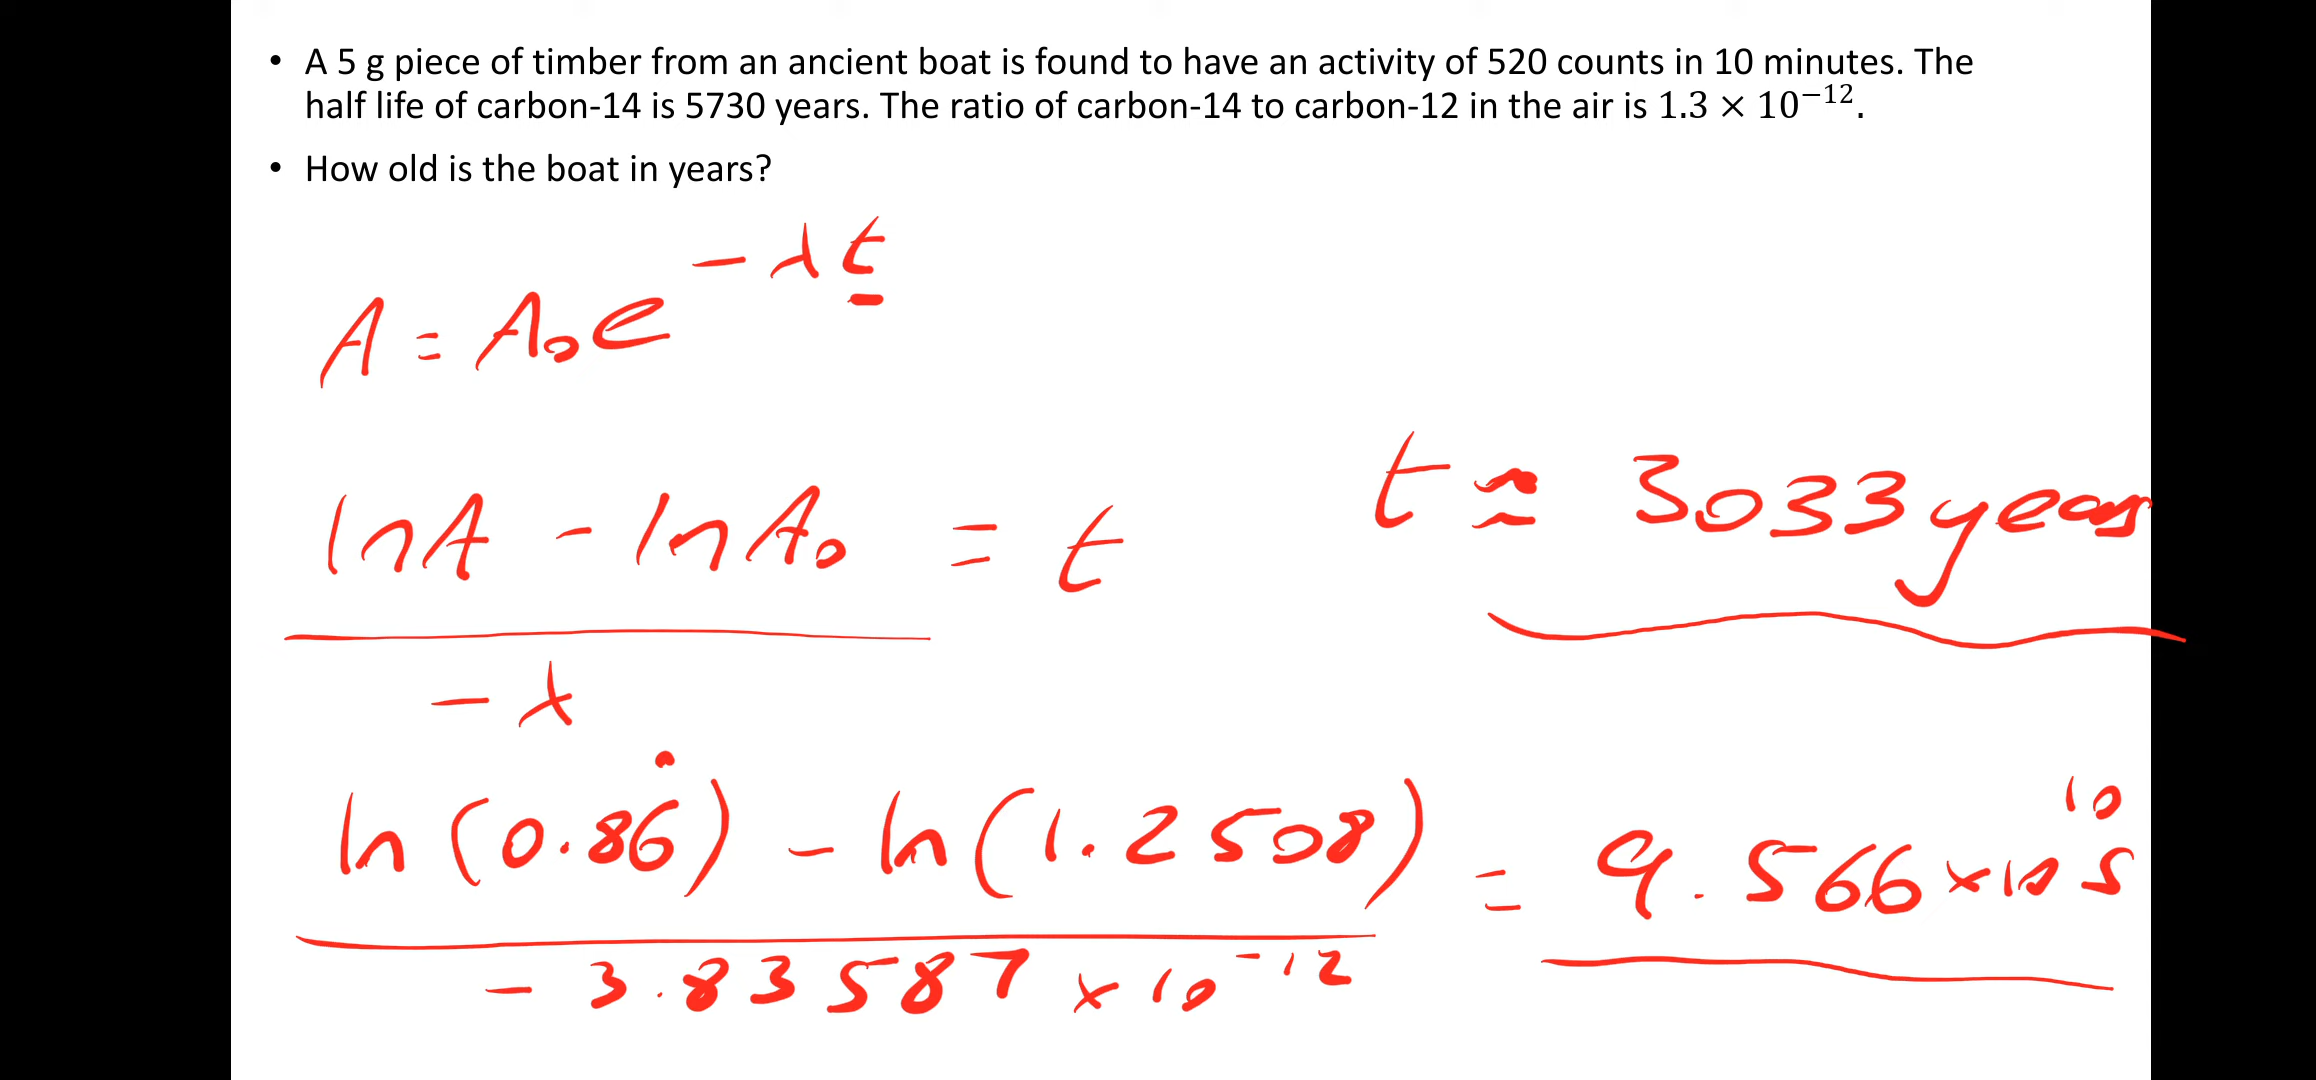 • A 5 g piece of timber from an ancient boat is found to have an activity of 520 counts in 10 minutes. The
half life of carbon-14 is 5730 years. The ratio of carbon-14 to carbon-12 in the air is 1.3 × 10⁻¹².
• How old is the boat in years?
A = A₀e^(-λt)
lnA - lnA₀ = t
-λ
t ≈ 3033 years
ln(0.86̇) - ln(1.2508) = 9.566×10¹⁰ s
-3.83587×10⁻¹²